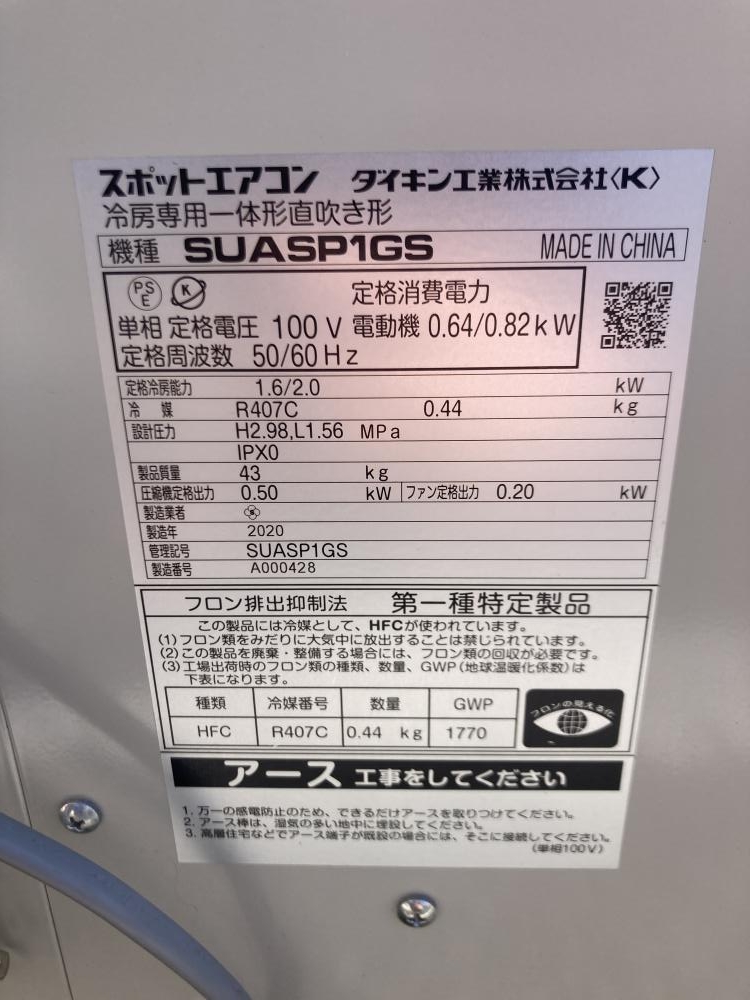 スポットエアコン ダイキン工業株式会社〈K〉
冷房専用一体形直吹き形
機種 SUASP1GS MADE IN CHINA
PS E K 定格消費電力
単相 定格電圧 100 V 電動機 0.64/0.82kW
定格周波数 50/60Hz
定格冷房能力 1.6/2.0 kW
冷媒 R407C 0.44 kg
設計圧力 H2.98,L1.56 MPa
IPX0
製品質量 43 kg
圧縮機定格出力 0.50 kW ファン定格出力 0.20 kW
製造業者
製造年 2020
管理記号 SUASP1GS
製造番号 A000428
フロン排出抑制法 第一種特定製品
この製品には冷媒として、HFCが使われています。
(1)フロン類をみだりに大気中に放出することは禁じられています。
(2)この製品を廃棄・整備する場合には、フロン類の回収が必要です。
(3)工場出荷時のフロン類の種類、数量、GWP(地球温暖化係数)は
下表になります。
種類 冷媒番号 数量 GWP
HFC R407C 0.44 kg 1770
フロンの見える化
アース工事をしてください
1. 万一の感電防止のため、できるだけアースを取りつけてください。
2. アース棒は、湿気の多い地中に埋設してください。
3. 高層住宅などでアース端子が既設の場合には、そこに接続してください。
(単相100V)